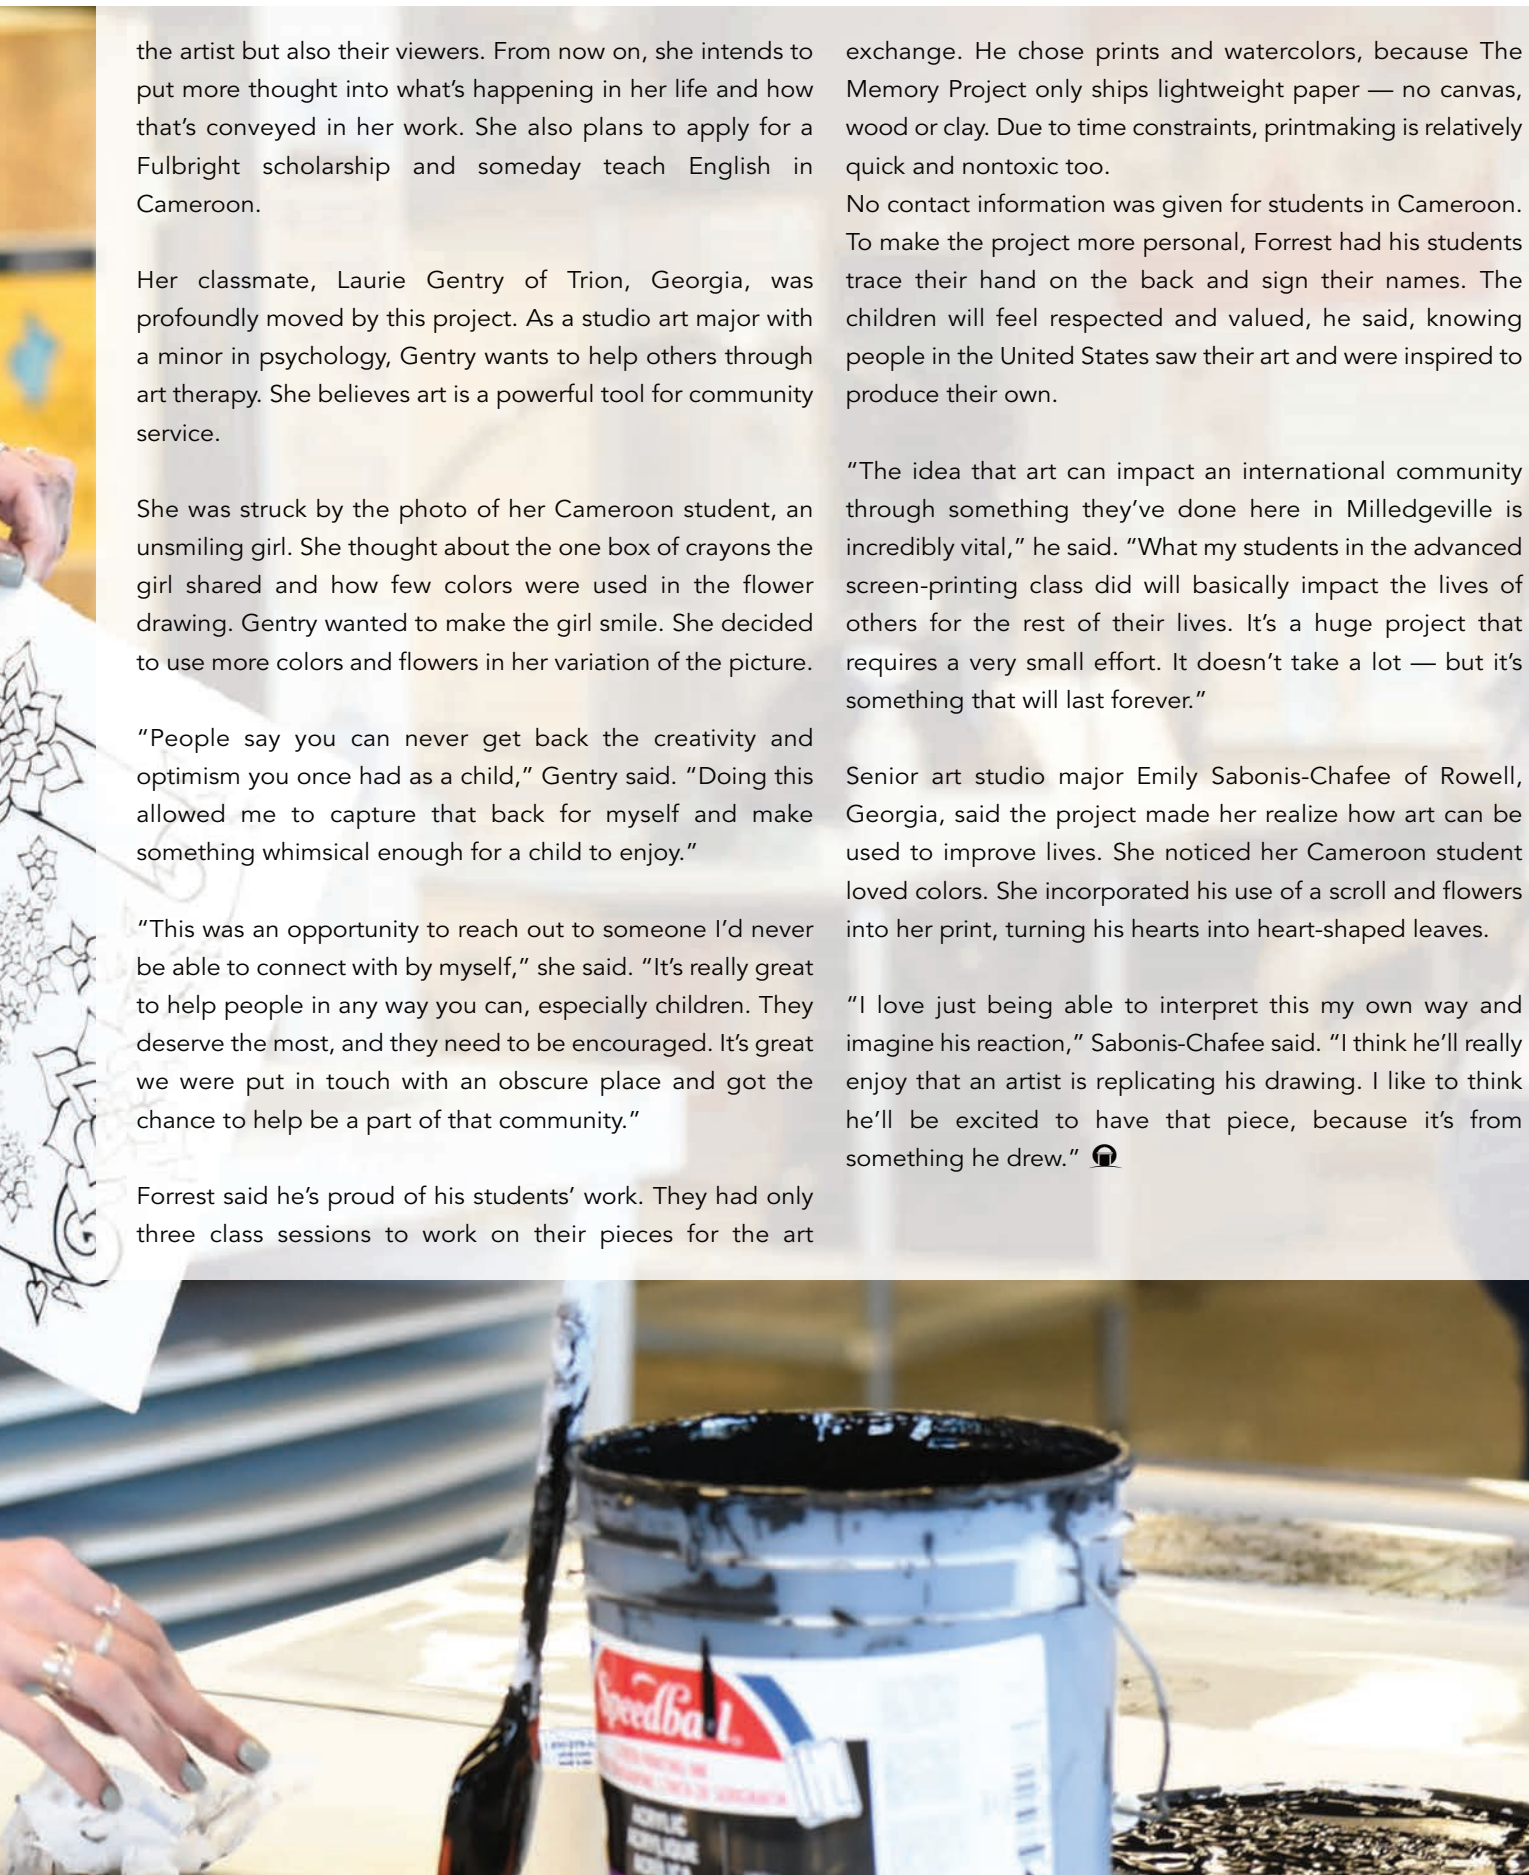 the artist but also their viewers. From now on, she intends to
put more thought into what’s happening in her life and how
that’s conveyed in her work. She also plans to apply for a
Fulbright scholarship and someday teach English in
Cameroon.
Her classmate, Laurie Gentry of Trion, Georgia, was
profoundly moved by this project. As a studio art major with
a minor in psychology, Gentry wants to help others through
art therapy. She believes art is a powerful tool for community
service.
She was struck by the photo of her Cameroon student, an
unsmiling girl. She thought about the one box of crayons the
girl shared and how few colors were used in the flower
drawing. Gentry wanted to make the girl smile. She decided
to use more colors and flowers in her variation of the picture.
“People say you can never get back the creativity and
optimism you once had as a child,” Gentry said. “Doing this
allowed me to capture that back for myself and make
something whimsical enough for a child to enjoy.”
“This was an opportunity to reach out to someone I’d never
be able to connect with by myself,” she said. “It’s really great
to help people in any way you can, especially children. They
deserve the most, and they need to be encouraged. It’s great
we were put in touch with an obscure place and got the
chance to help be a part of that community.”
Forrest said he’s proud of his students’ work. They had only
three class sessions to work on their pieces for the art
exchange. He chose prints and watercolors, because The
Memory Project only ships lightweight paper — no canvas,
wood or clay. Due to time constraints, printmaking is relatively
quick and nontoxic too.
No contact information was given for students in Cameroon.
To make the project more personal, Forrest had his students
trace their hand on the back and sign their names. The
children will feel respected and valued, he said, knowing
people in the United States saw their art and were inspired to
produce their own.
“The idea that art can impact an international community
through something they’ve done here in Milledgeville is
incredibly vital,” he said. “What my students in the advanced
screen-printing class did will basically impact the lives of
others for the rest of their lives. It’s a huge project that
requires a very small effort. It doesn’t take a lot — but it’s
something that will last forever.”
Senior art studio major Emily Sabonis-Chafee of Rowell,
Georgia, said the project made her realize how art can be
used to improve lives. She noticed her Cameroon student
loved colors. She incorporated his use of a scroll and flowers
into her print, turning his hearts into heart-shaped leaves.
“I love just being able to interpret this my own way and
imagine his reaction,” Sabonis-Chafee said. “I think he’ll really
enjoy that an artist is replicating his drawing. I like to think
he’ll be excited to have that piece, because it’s from
something he drew.”
Speedball
ACRYLIC
ACRYLIQUE